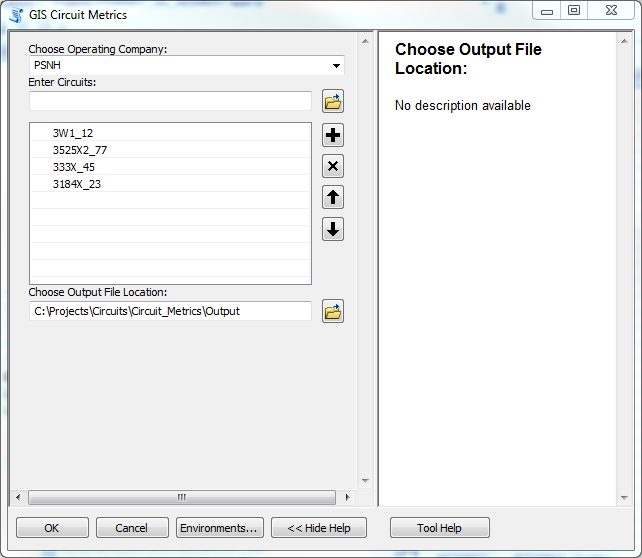 GIS Circuit Metrics
Choose Operating Company:
PSNH
Enter Circuits:
3W1_12
3525X2_77
333X_45
3184X_23
Choose Output File Location:
C:\Projects\Circuits\Circuit_Metrics\Output
OK
Cancel
Environments...
<< Hide Help
Choose Output File
Location:
No description available
Tool Help